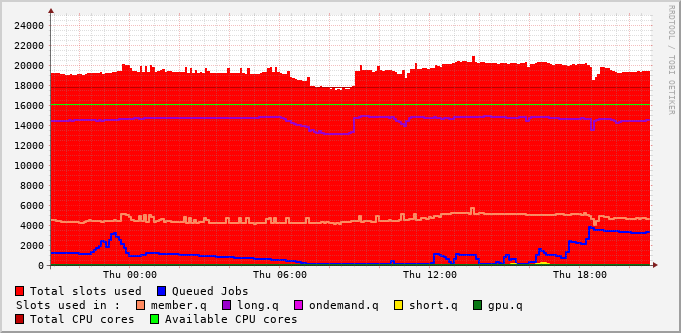 24000
22000
20000
18000
16000
14000
12000
10000
8000
6000
4000
2000
0
Thu 00:00 Thu 06:00 Thu 12:00 Thu 18:00
RRDTOOL / TOBI OETIKER
Total slots used Queued Jobs
Slots used in : member.q long.q ondemand.q short.q gpu.q
Total CPU cores Available CPU cores